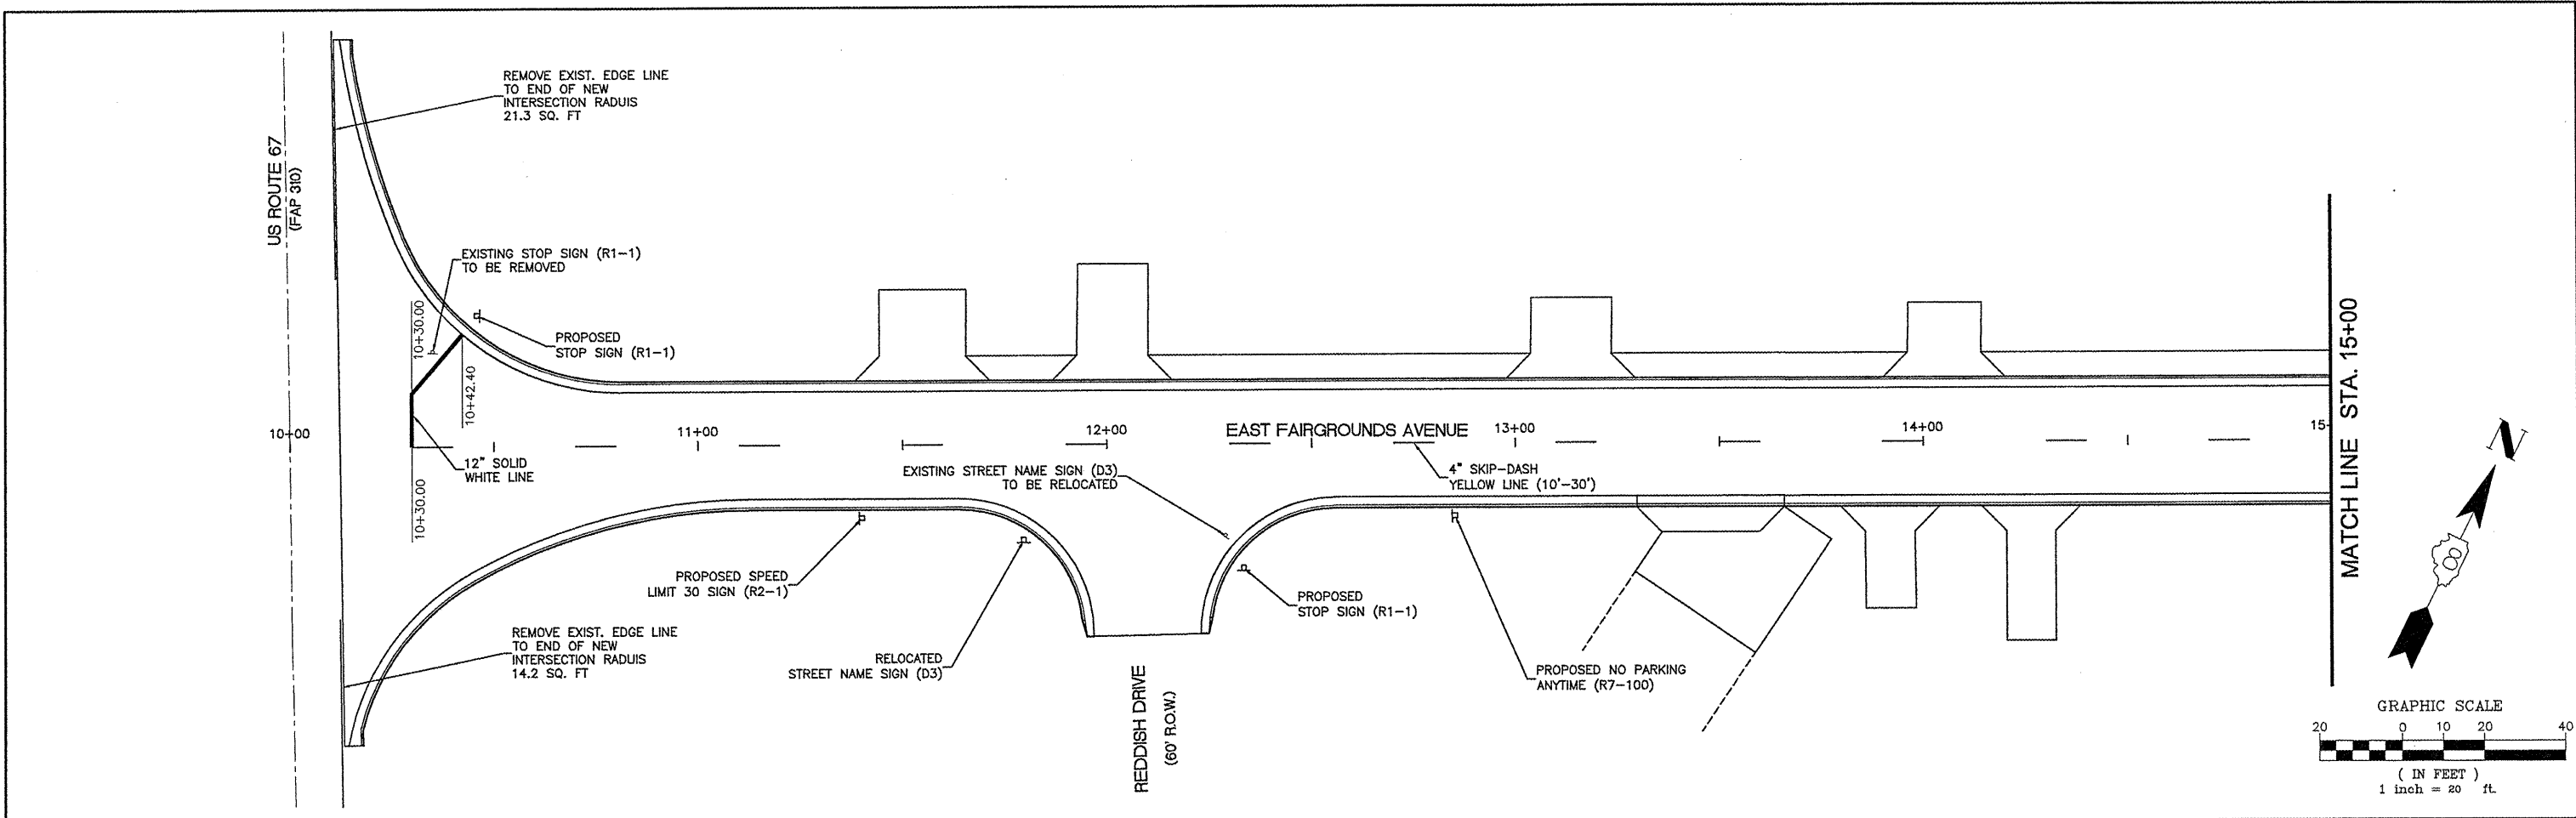 REMOVE EXIST. EDGE LINE
TO END OF NEW
INTERSECTION RADUIS
21.3 SQ. FT
US ROUTE 67
(FAP 310)
EXISTING STOP SIGN (R1-1)
TO BE REMOVED
10+30.00
PROPOSED
STOP SIGN (R1-1)
10+42.40
10+00
11+00
12+00
EAST FAIRGROUNDS AVENUE
13+00
14+00
15-
MATCH LINE STA. 15+00
12" SOLID
WHITE LINE
10+30.00
EXISTING STREET NAME SIGN (D3)
TO BE RELOCATED
4" SKIP-DASH
YELLOW LINE (10'-30')
PROPOSED SPEED
LIMIT 30 SIGN (R2-1)
PROPOSED
STOP SIGN (R1-1)
REMOVE EXIST. EDGE LINE
TO END OF NEW
INTERSECTION RADUIS
14.2 SQ. FT
RELOCATED
STREET NAME SIGN (D3)
REDDISH DRIVE
(60' R.O.W.)
PROPOSED NO PARKING
ANYTIME (R7-100)
N
GRAPHIC SCALE
20 0 10 20 40
( IN FEET )
1 inch = 20 ft.